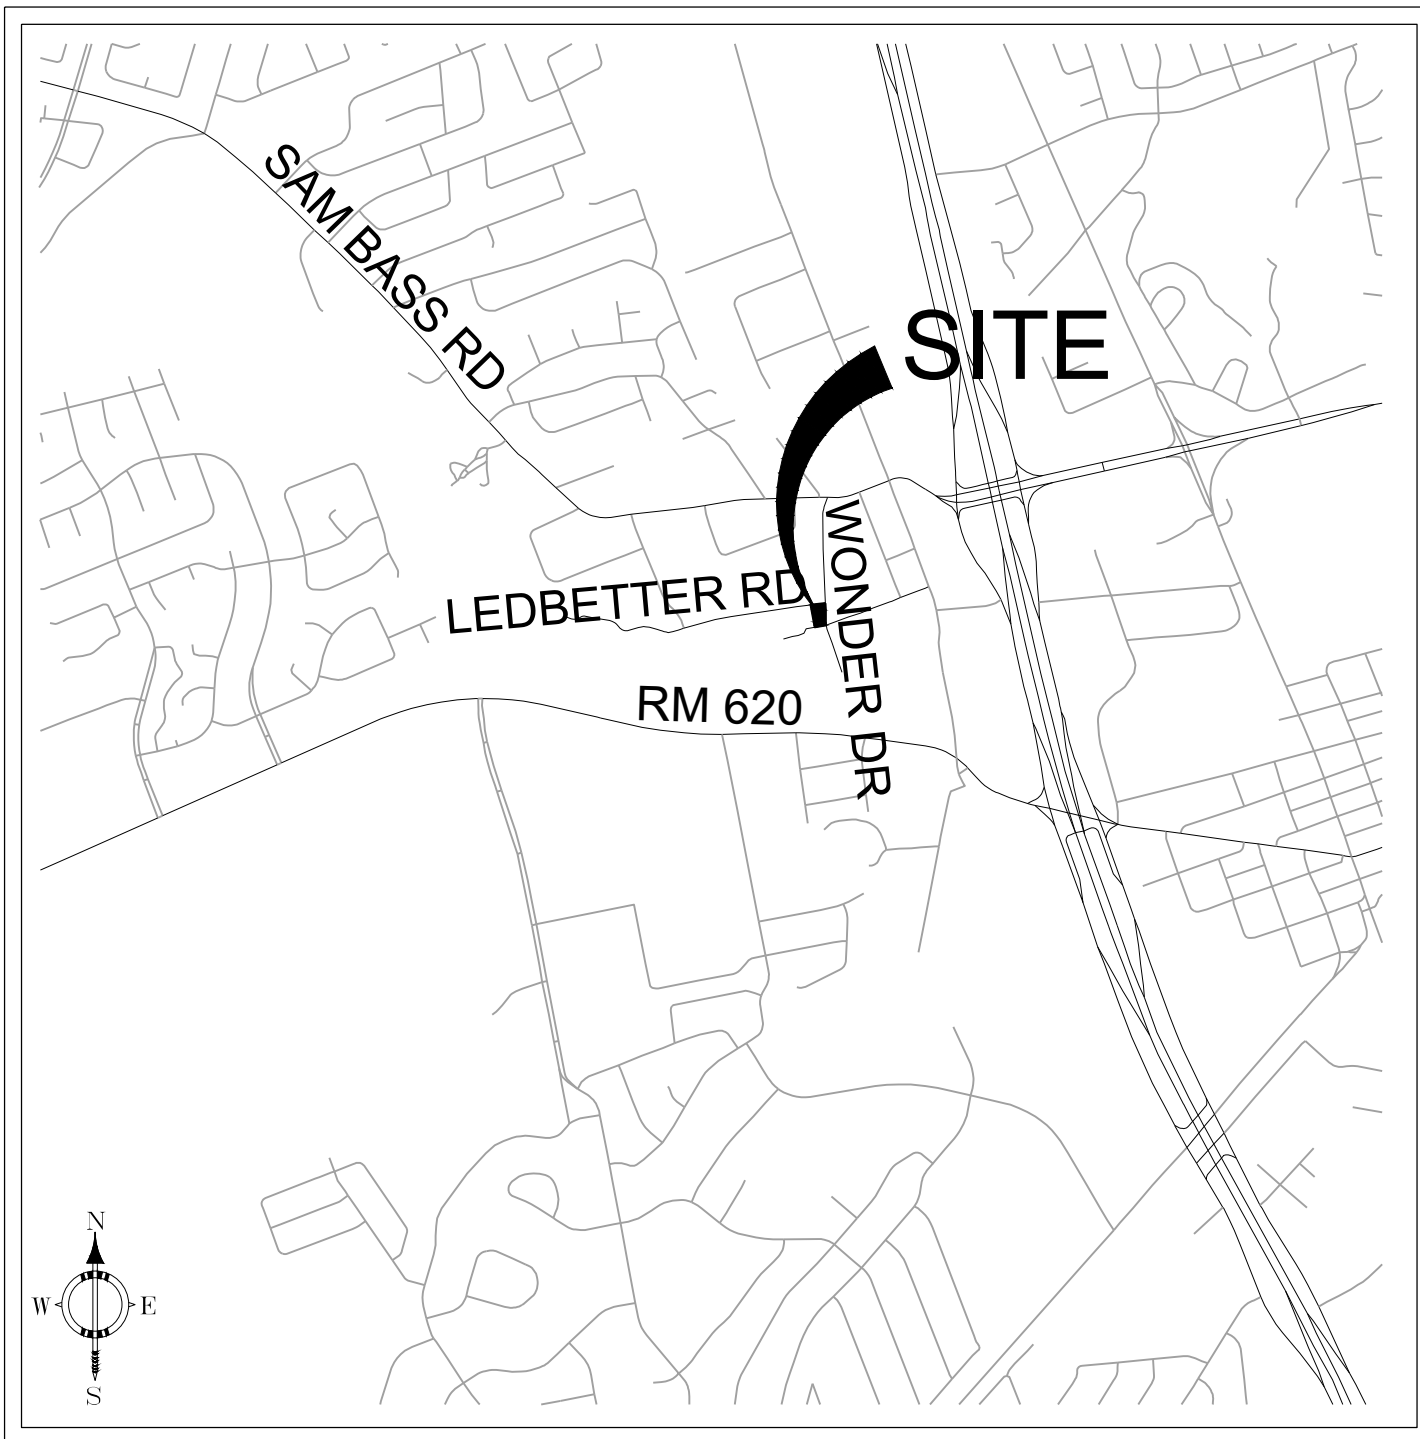 SAM BASS RD
SITE
WONDER DR
LEDBETTER RD
RM 620
N
W E
S